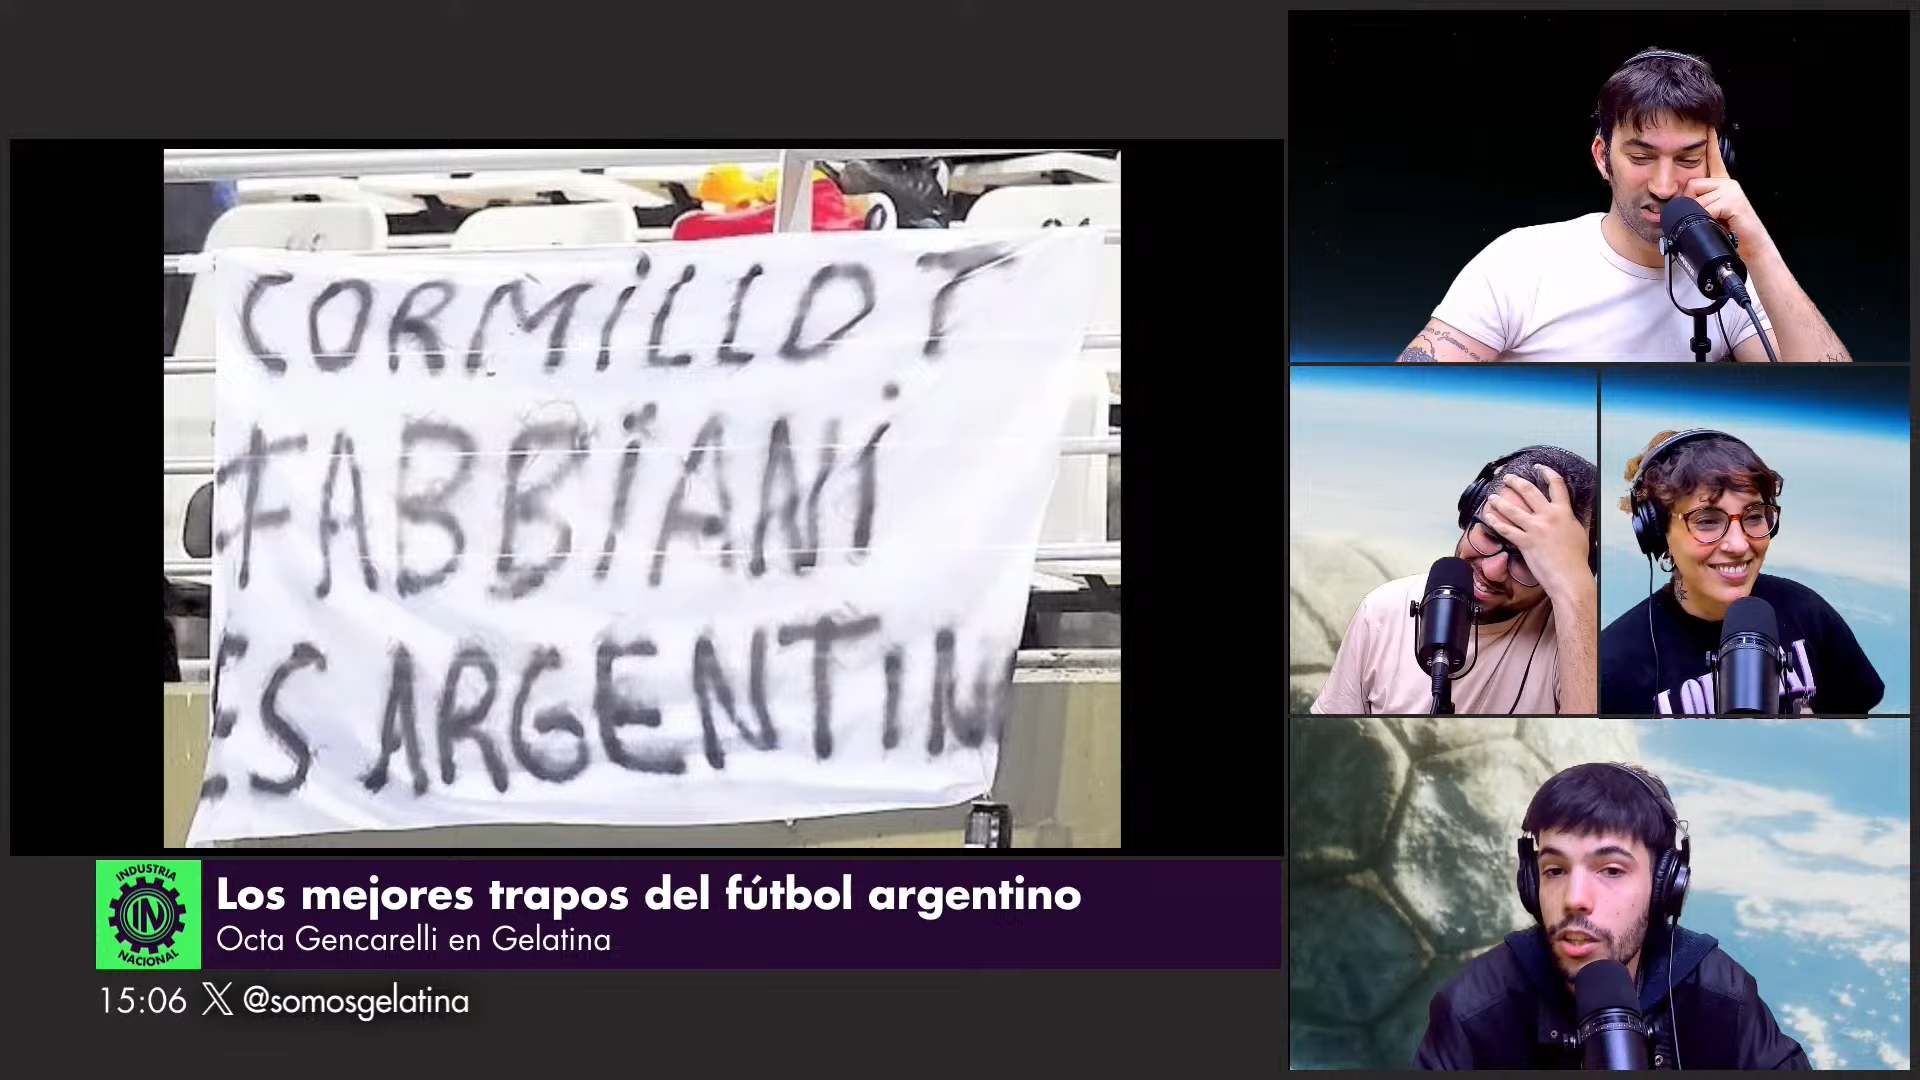 CORMiLLOT
FABBiANi
ES ARGENTIN
INDUSTRIA
IN
NACIONAL
Los mejores trapos del fútbol argentino
Octa Gencarelli en Gelatina
15:06 X @somosgelatina